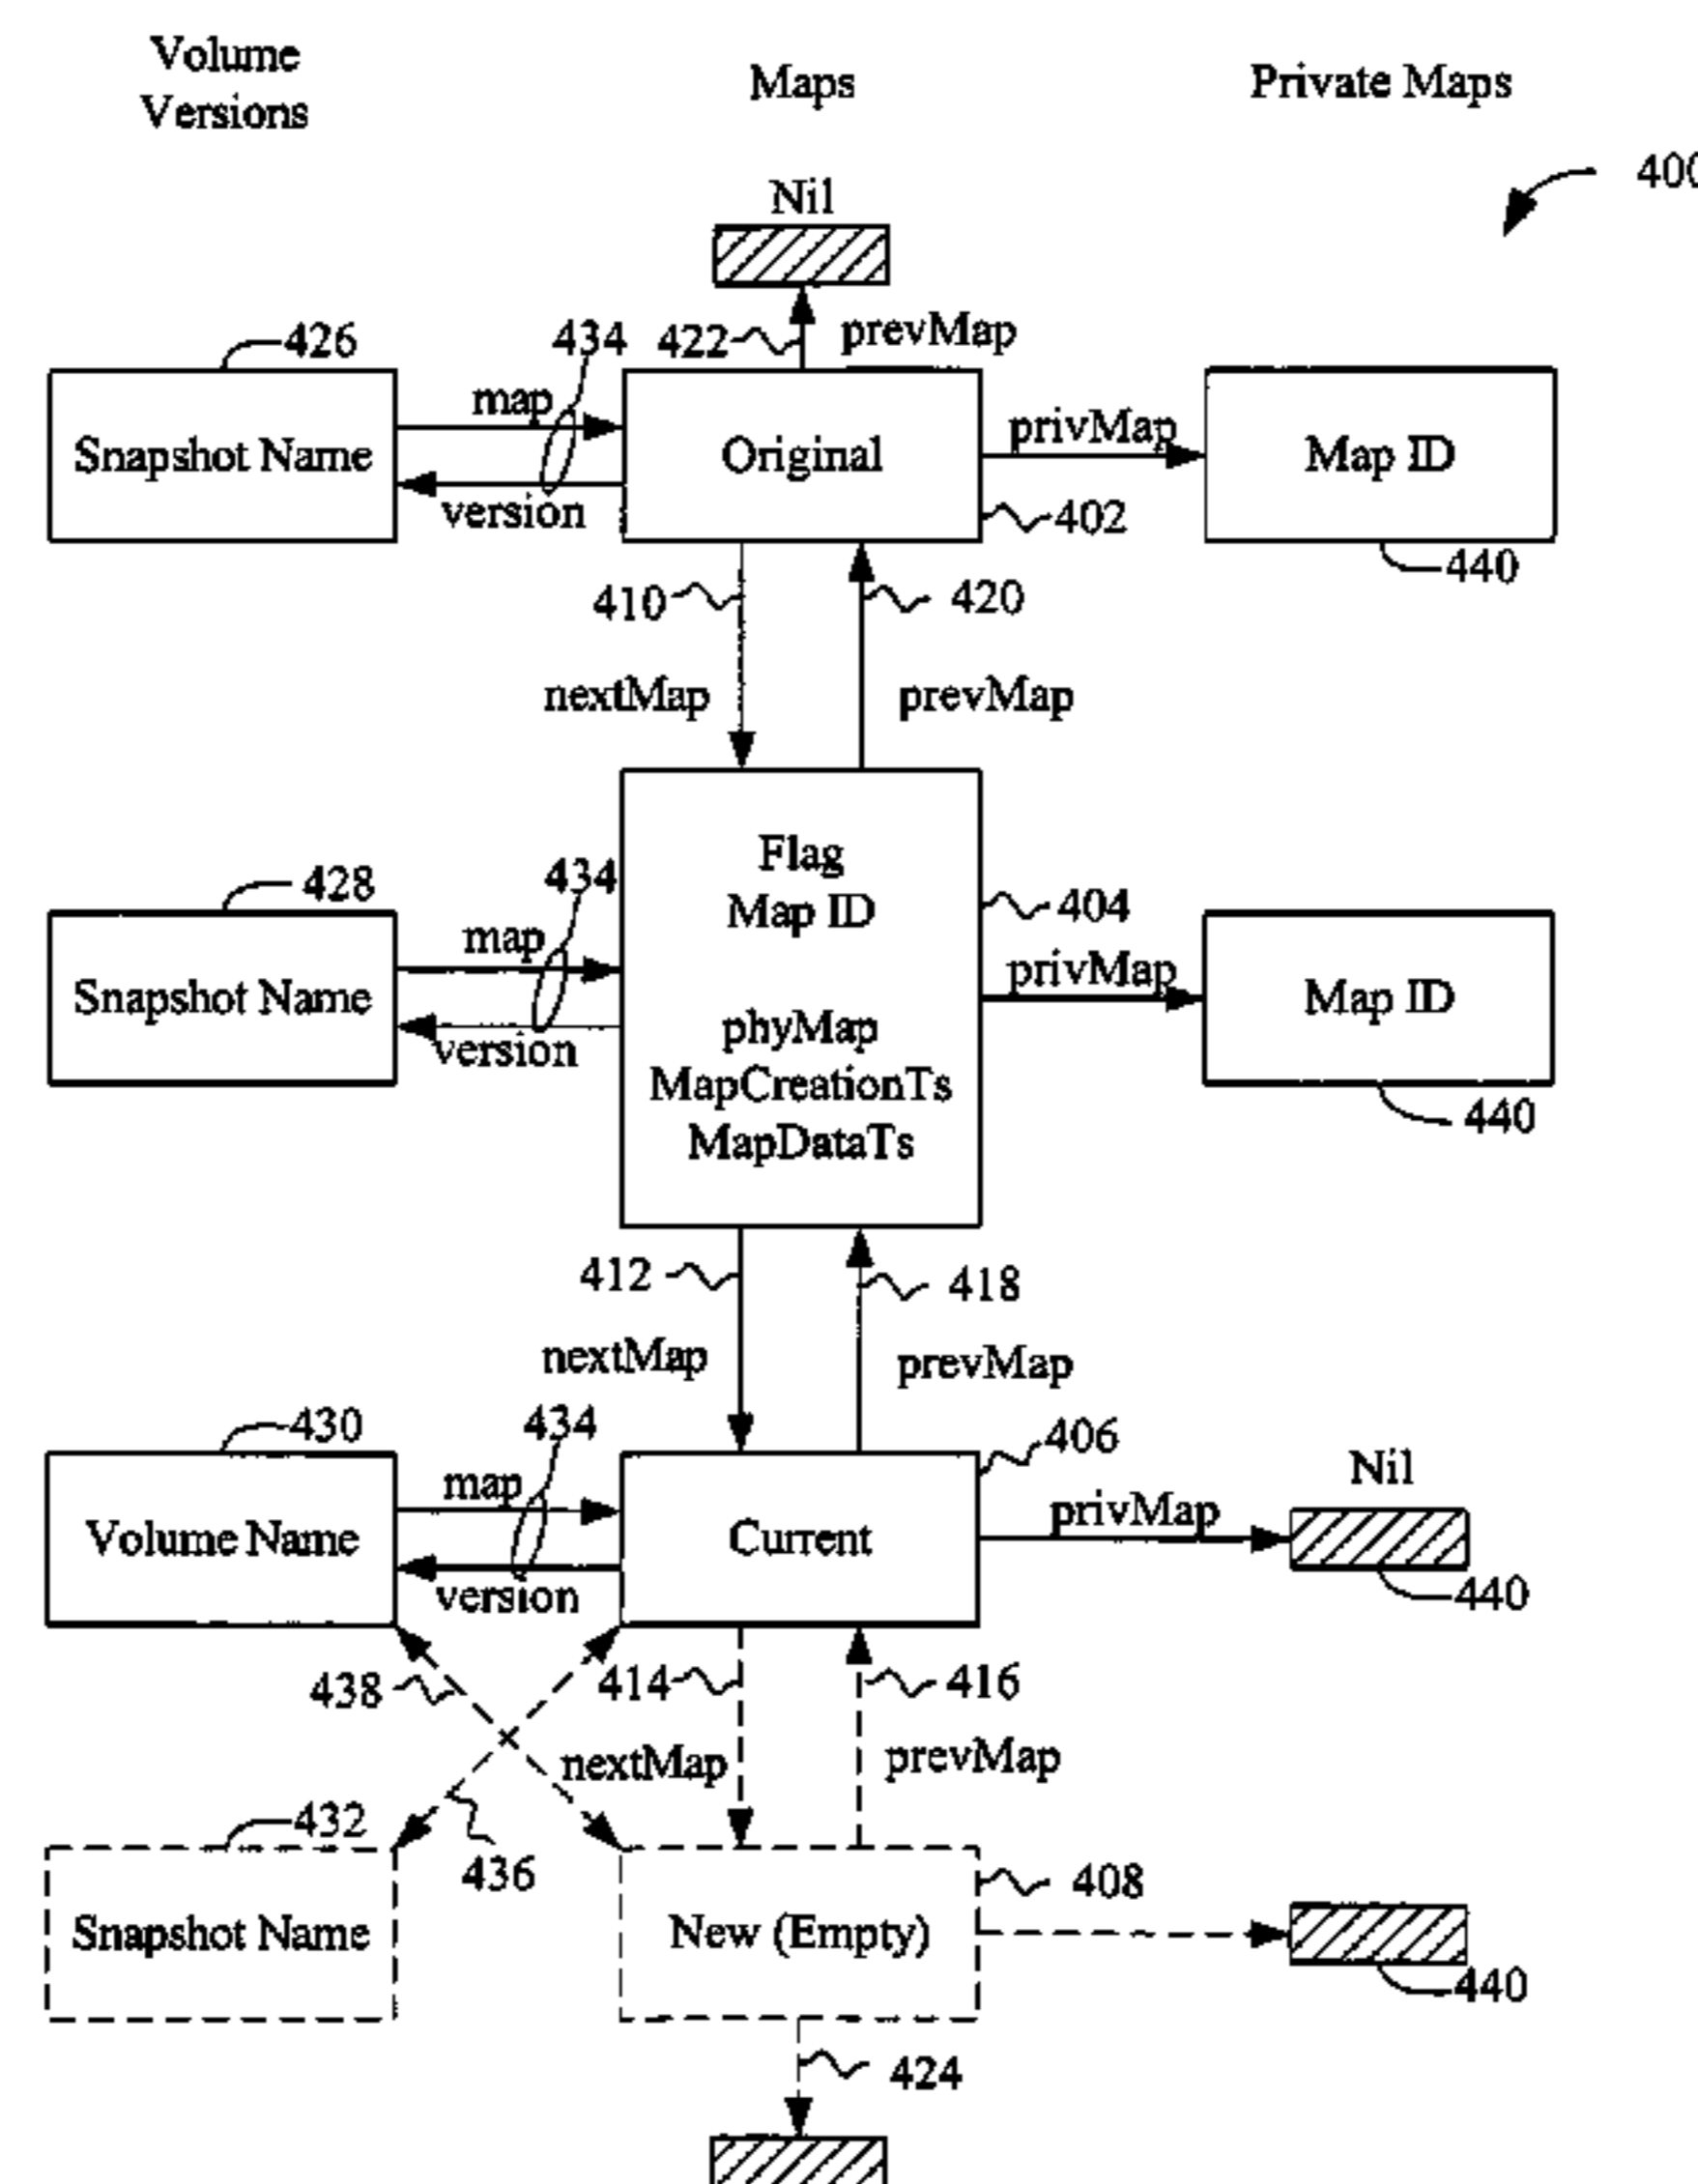 Volume
Versions
Maps
Private Maps
400
Nil
426
434
422
prevMap
map
Snapshot Name
Original
privMap
Map ID
version
402
440
410
420
nextMap
prevMap
428
434
Flag
Map ID
404
map
privMap
Snapshot Name
phyMap
Map ID
version
MapCreationTs
MapDataTs
440
412
418
nextMap
prevMap
430
434
406
Nil
map
privMap
Volume Name
Current
version
440
438
414
416
nextMap
prevMap
432
436
408
Snapshot Name
New (Empty)
440
424